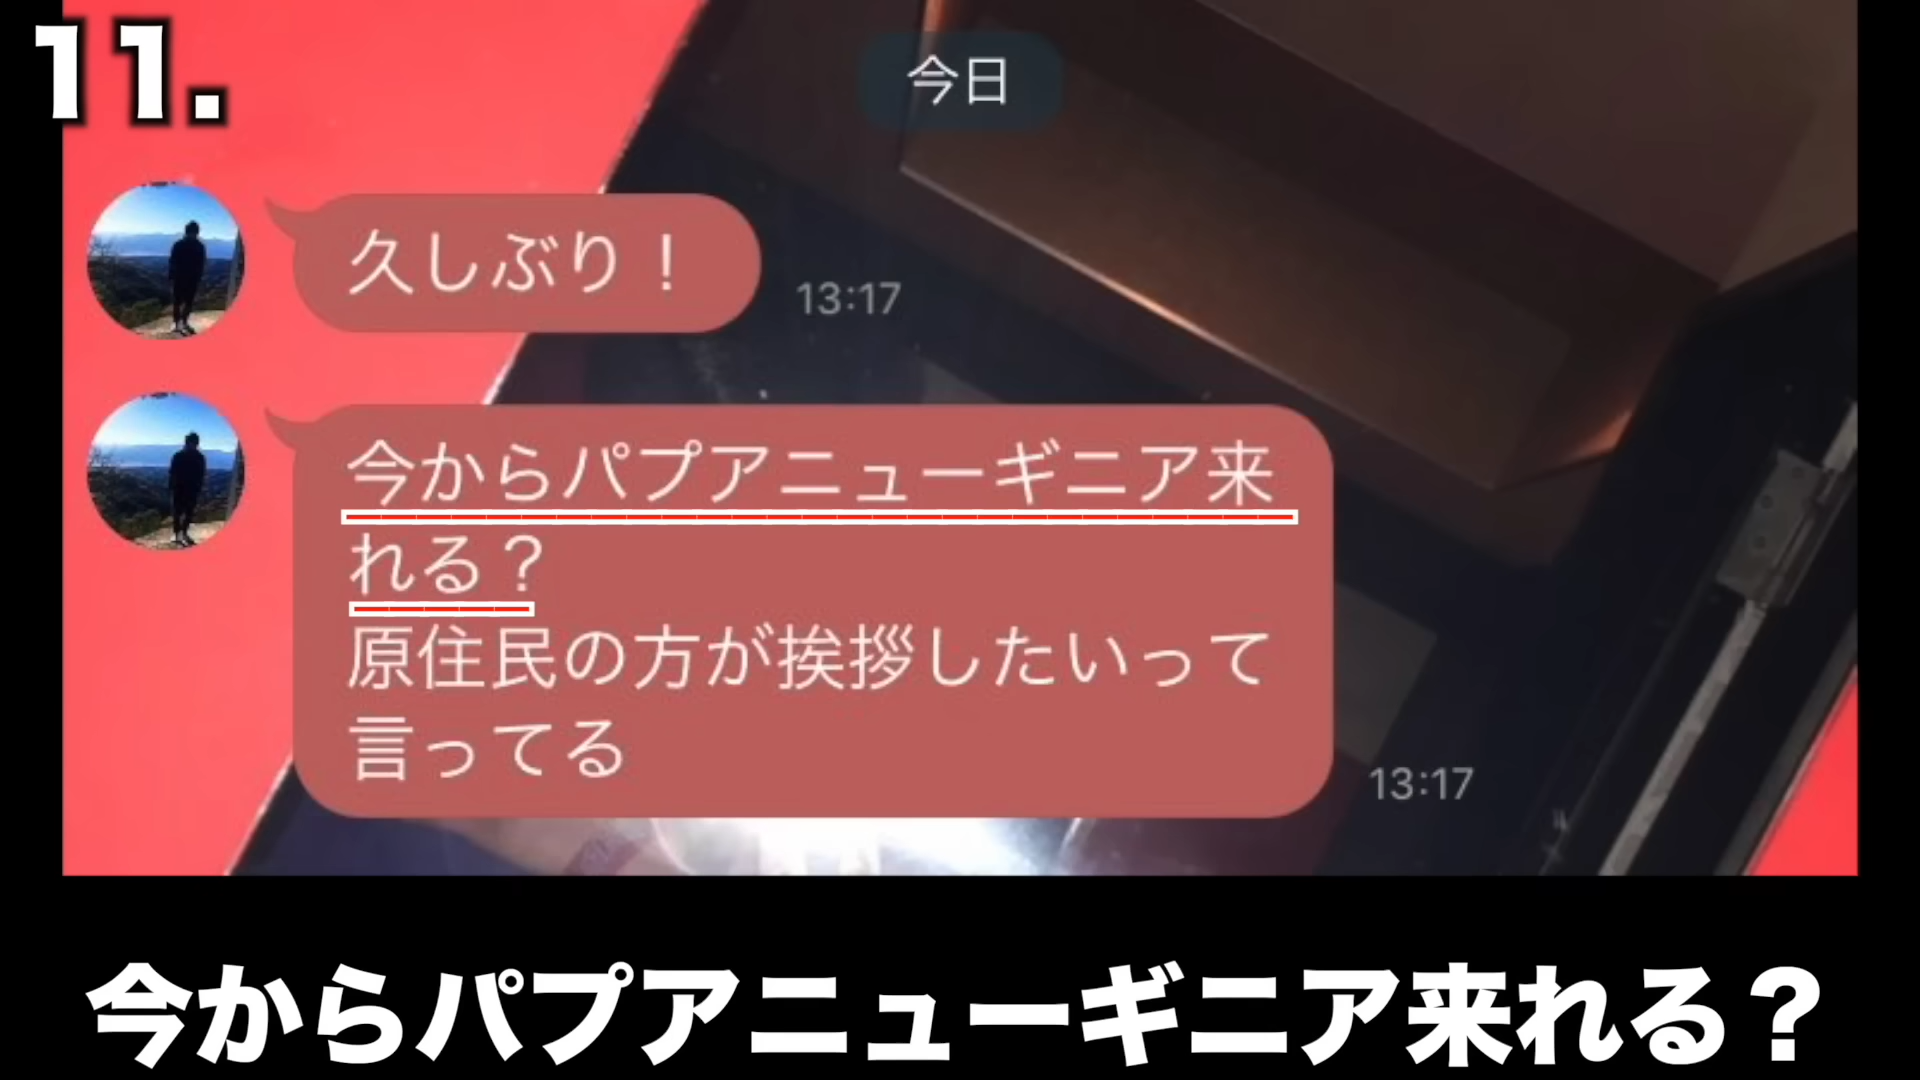 11.
今日
久しぶり！
13:17
今からパプアニューギニア来
れる？
原住民の方が挨拶したいって
言ってる
13:17
今からパプアニューギニア来れる？